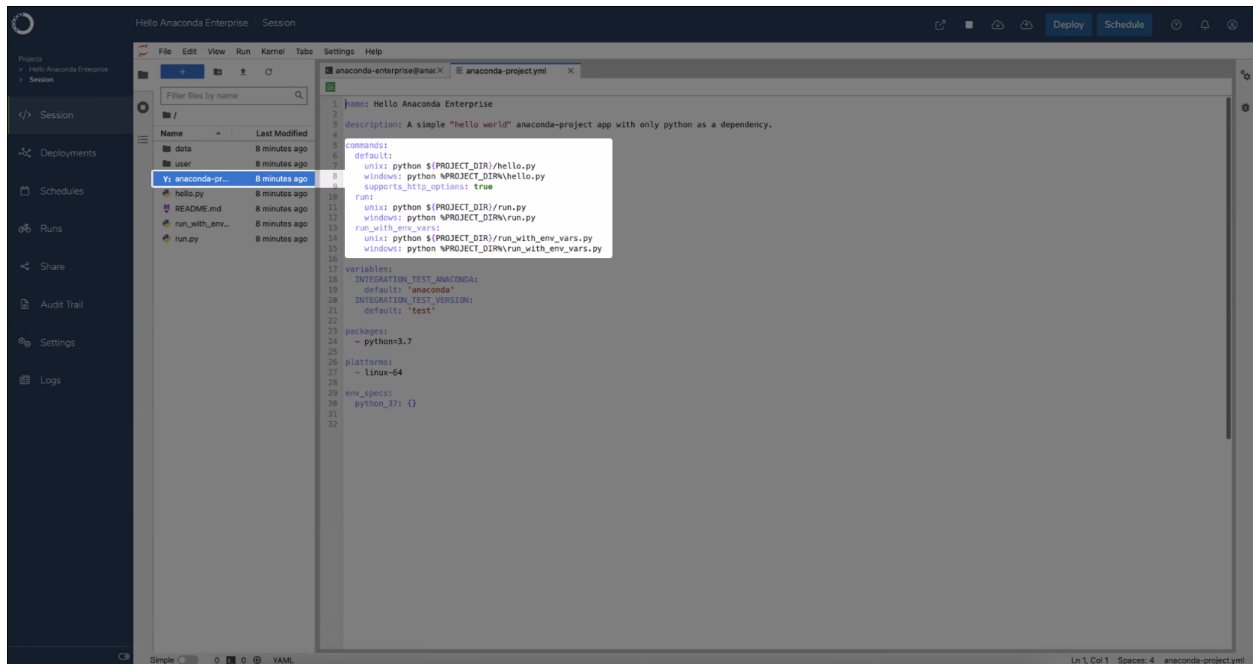 Hello Anaconda Enterprise / Session
Deploy
Schedule
Projects
> Hello Anaconda Enterprise
> Session
</> Session
Deployments
Schedules
Runs
Share
Audit Trail
Settings
Logs
File Edit View Run Kernel Tabs Settings Help
Filter files by name
/
Name Last Modified
data 8 minutes ago
user 8 minutes ago
Y: anaconda-pr... 8 minutes ago
hello.py 8 minutes ago
README.md 8 minutes ago
run_with_env... 8 minutes ago
run.py 8 minutes ago
anaconda-enterprise@anac X
anaconda-project.yml X
1 name: Hello Anaconda Enterprise
2
3 description: A simple "hello world" anaconda-project app with only python as a dependency.
4
5 commands:
6 default:
7 unix: python ${PROJECT_DIR}/hello.py
8 windows: python %PROJECT_DIR%\hello.py
9 supports_http_options: true
10 run:
11 unix: python ${PROJECT_DIR}/run.py
12 windows: python %PROJECT_DIR%\run.py
13 run_with_env_vars:
14 unix: python ${PROJECT_DIR}/run_with_env_vars.py
15 windows: python %PROJECT_DIR%\run_with_env_vars.py
16
17 variables:
18 INTEGRATION_TEST_ANACONDA:
19 default: 'anaconda'
20 INTEGRATION_TEST_VERSION:
21 default: 'test'
22
23 packages:
24 - python=3.7
25
26 platforms:
27 - linux-64
28
29 env_specs:
30 python_37: {}
31
32
Simple 0 0 YAML
Ln 1, Col 1 Spaces: 4 anaconda-project.yml